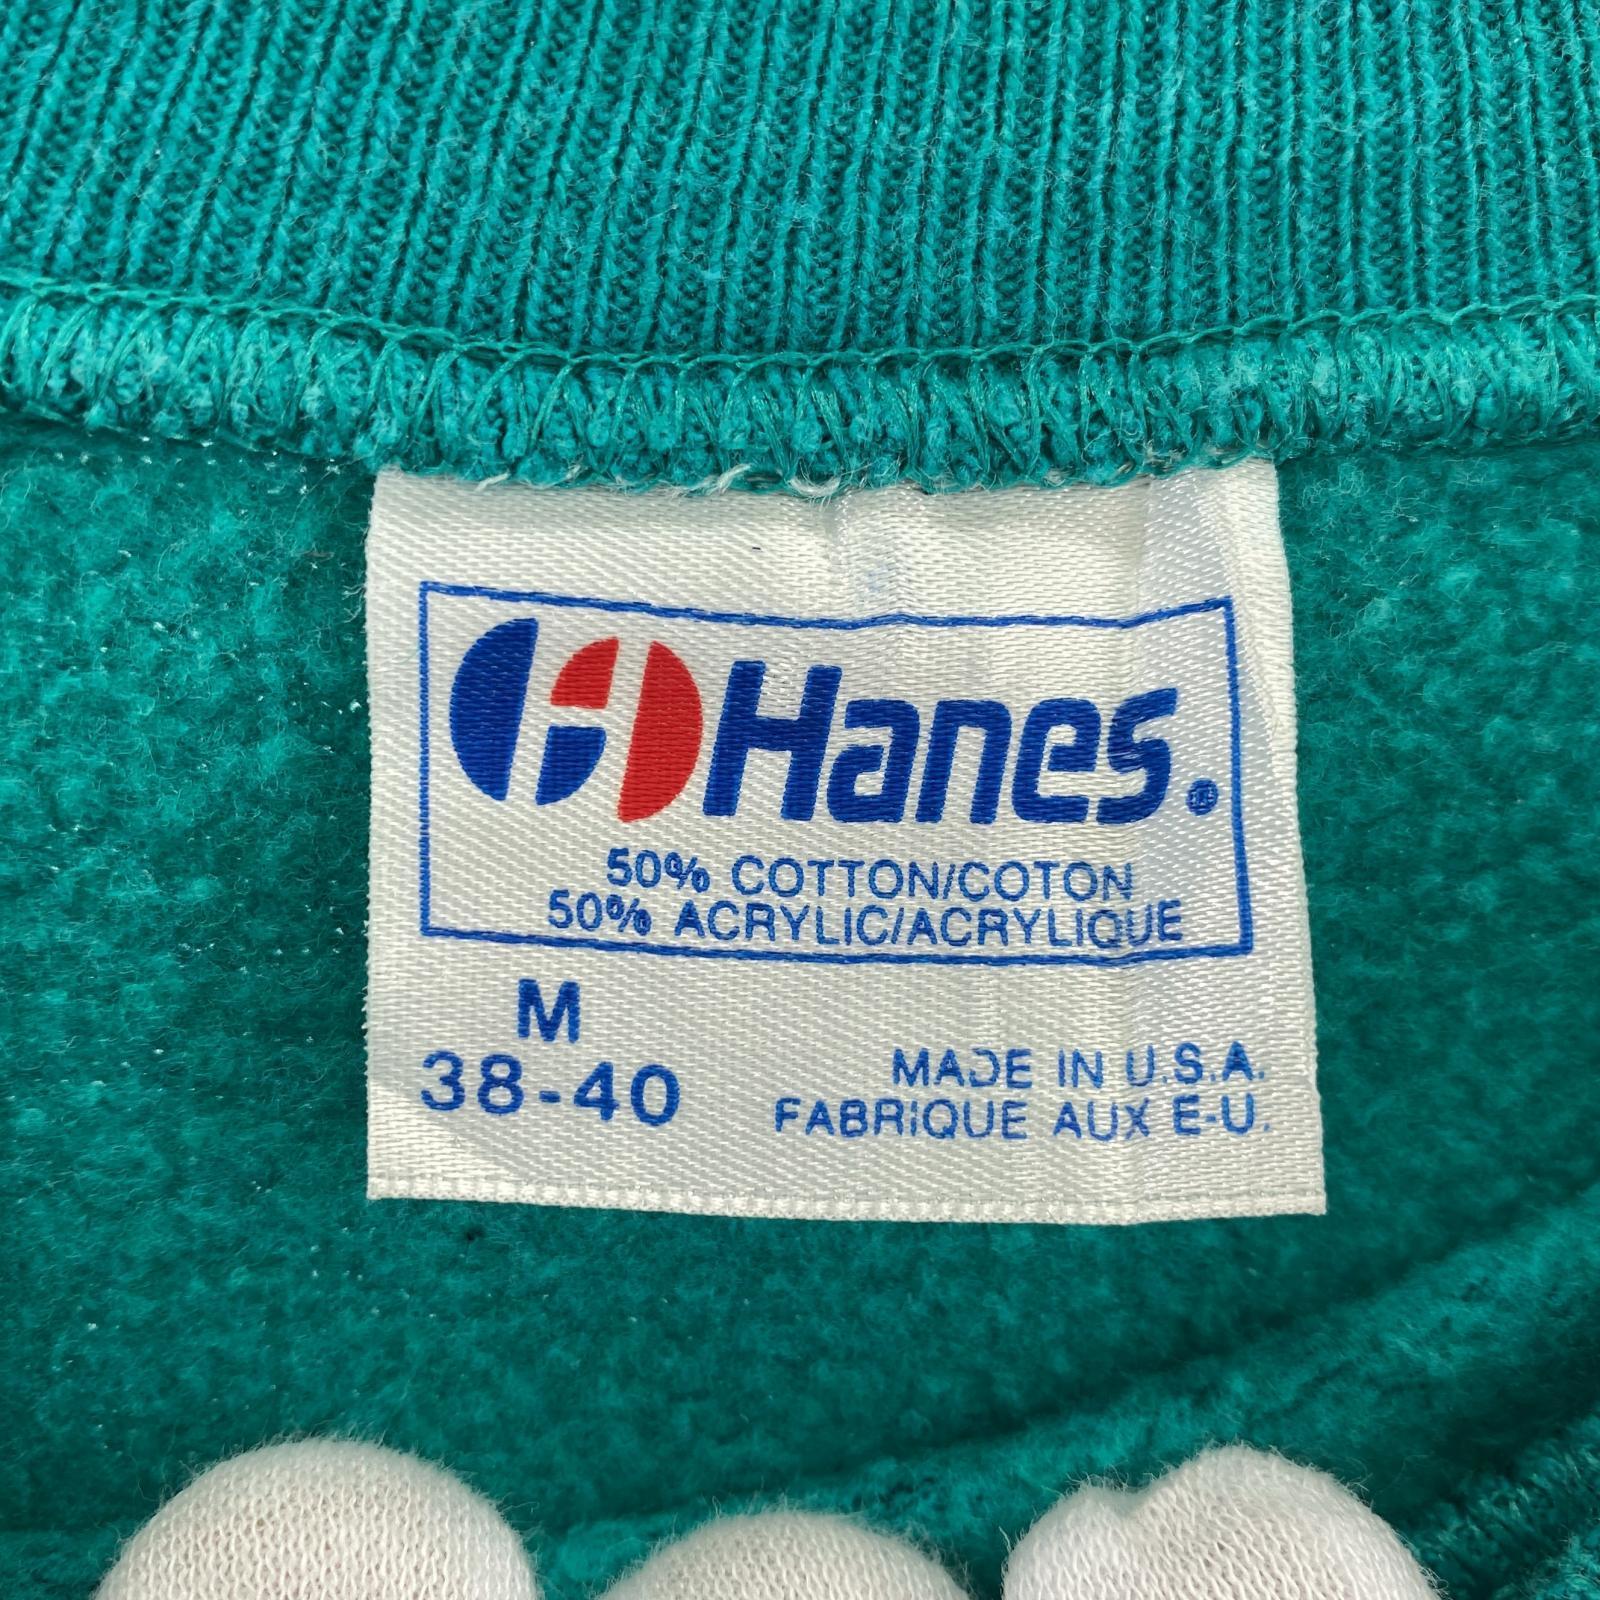 Hanes®
50% COTTON/COTON
50% ACRYLIC/ACRYLIQUE
M
38-40
MADE IN U.S.A.
FABRIQUE AUX E-U.